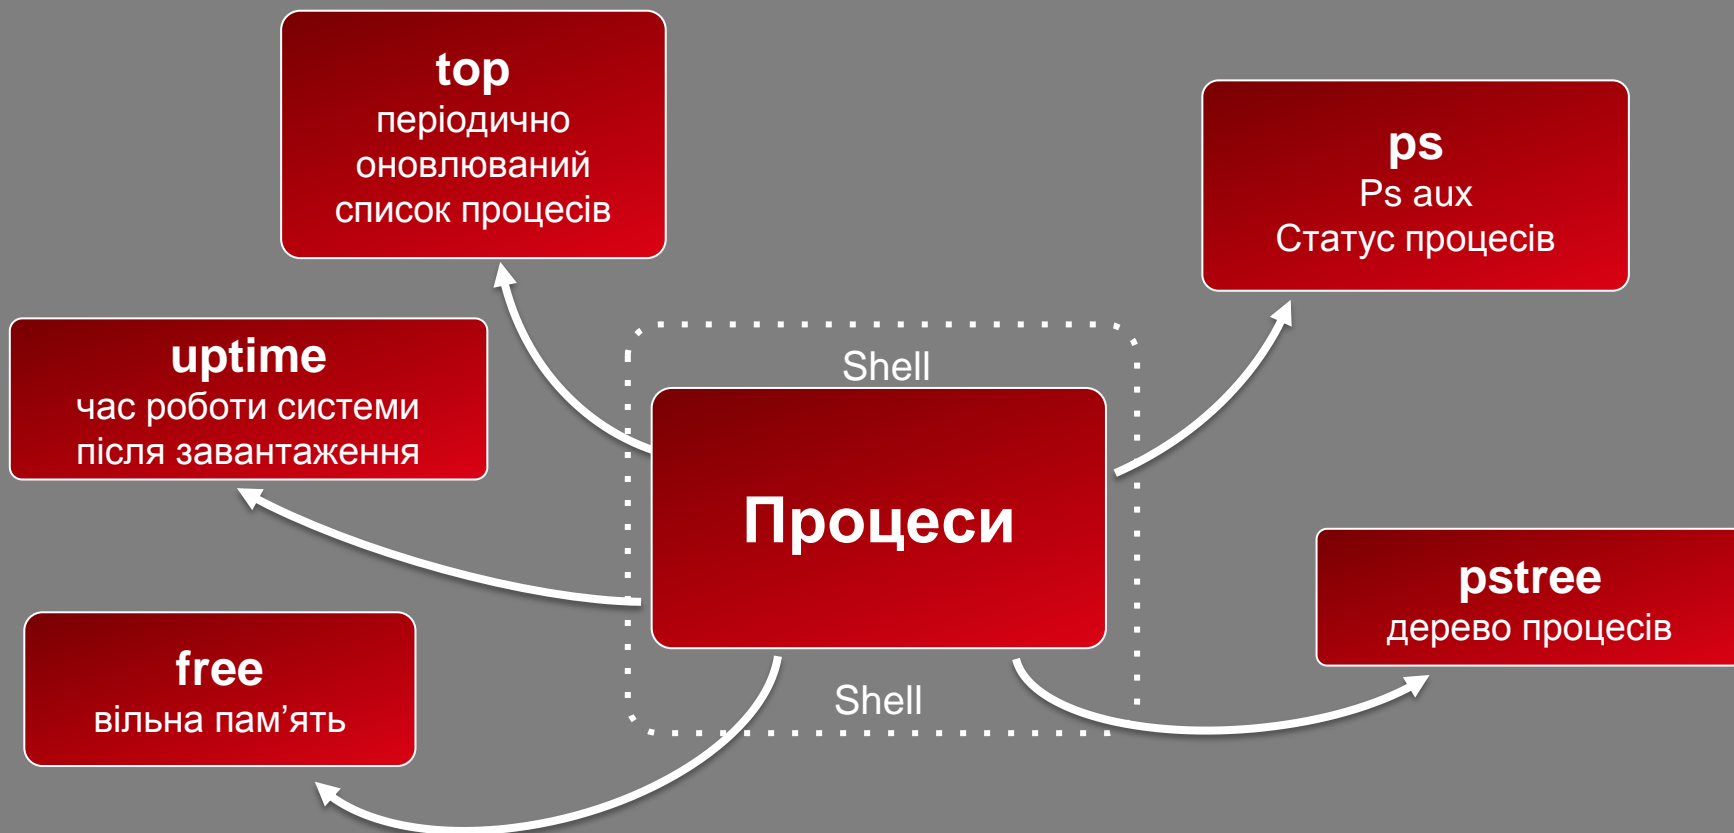 top
періодично
оновлюваний
список процесів
ps
Ps aux
Статус процесів
uptime
час роботи системи
після завантаження
Shell
Процеси
Shell
pstree
дерево процесів
free
вільна пам’ять